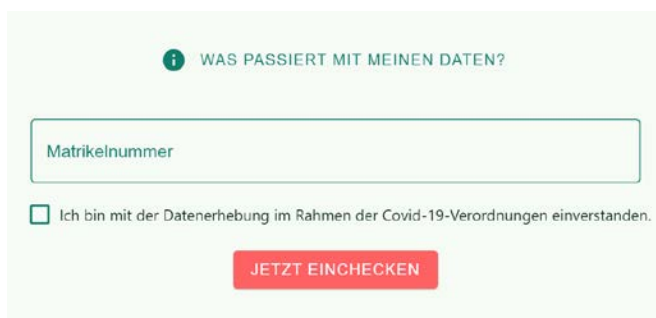 WAS PASSIERT MIT MEINEN DATEN?
Matrikelnummer
Ich bin mit der Datenerhebung im Rahmen der Covid-19-Verordnungen einverstanden.
JETZT EINCHECKEN